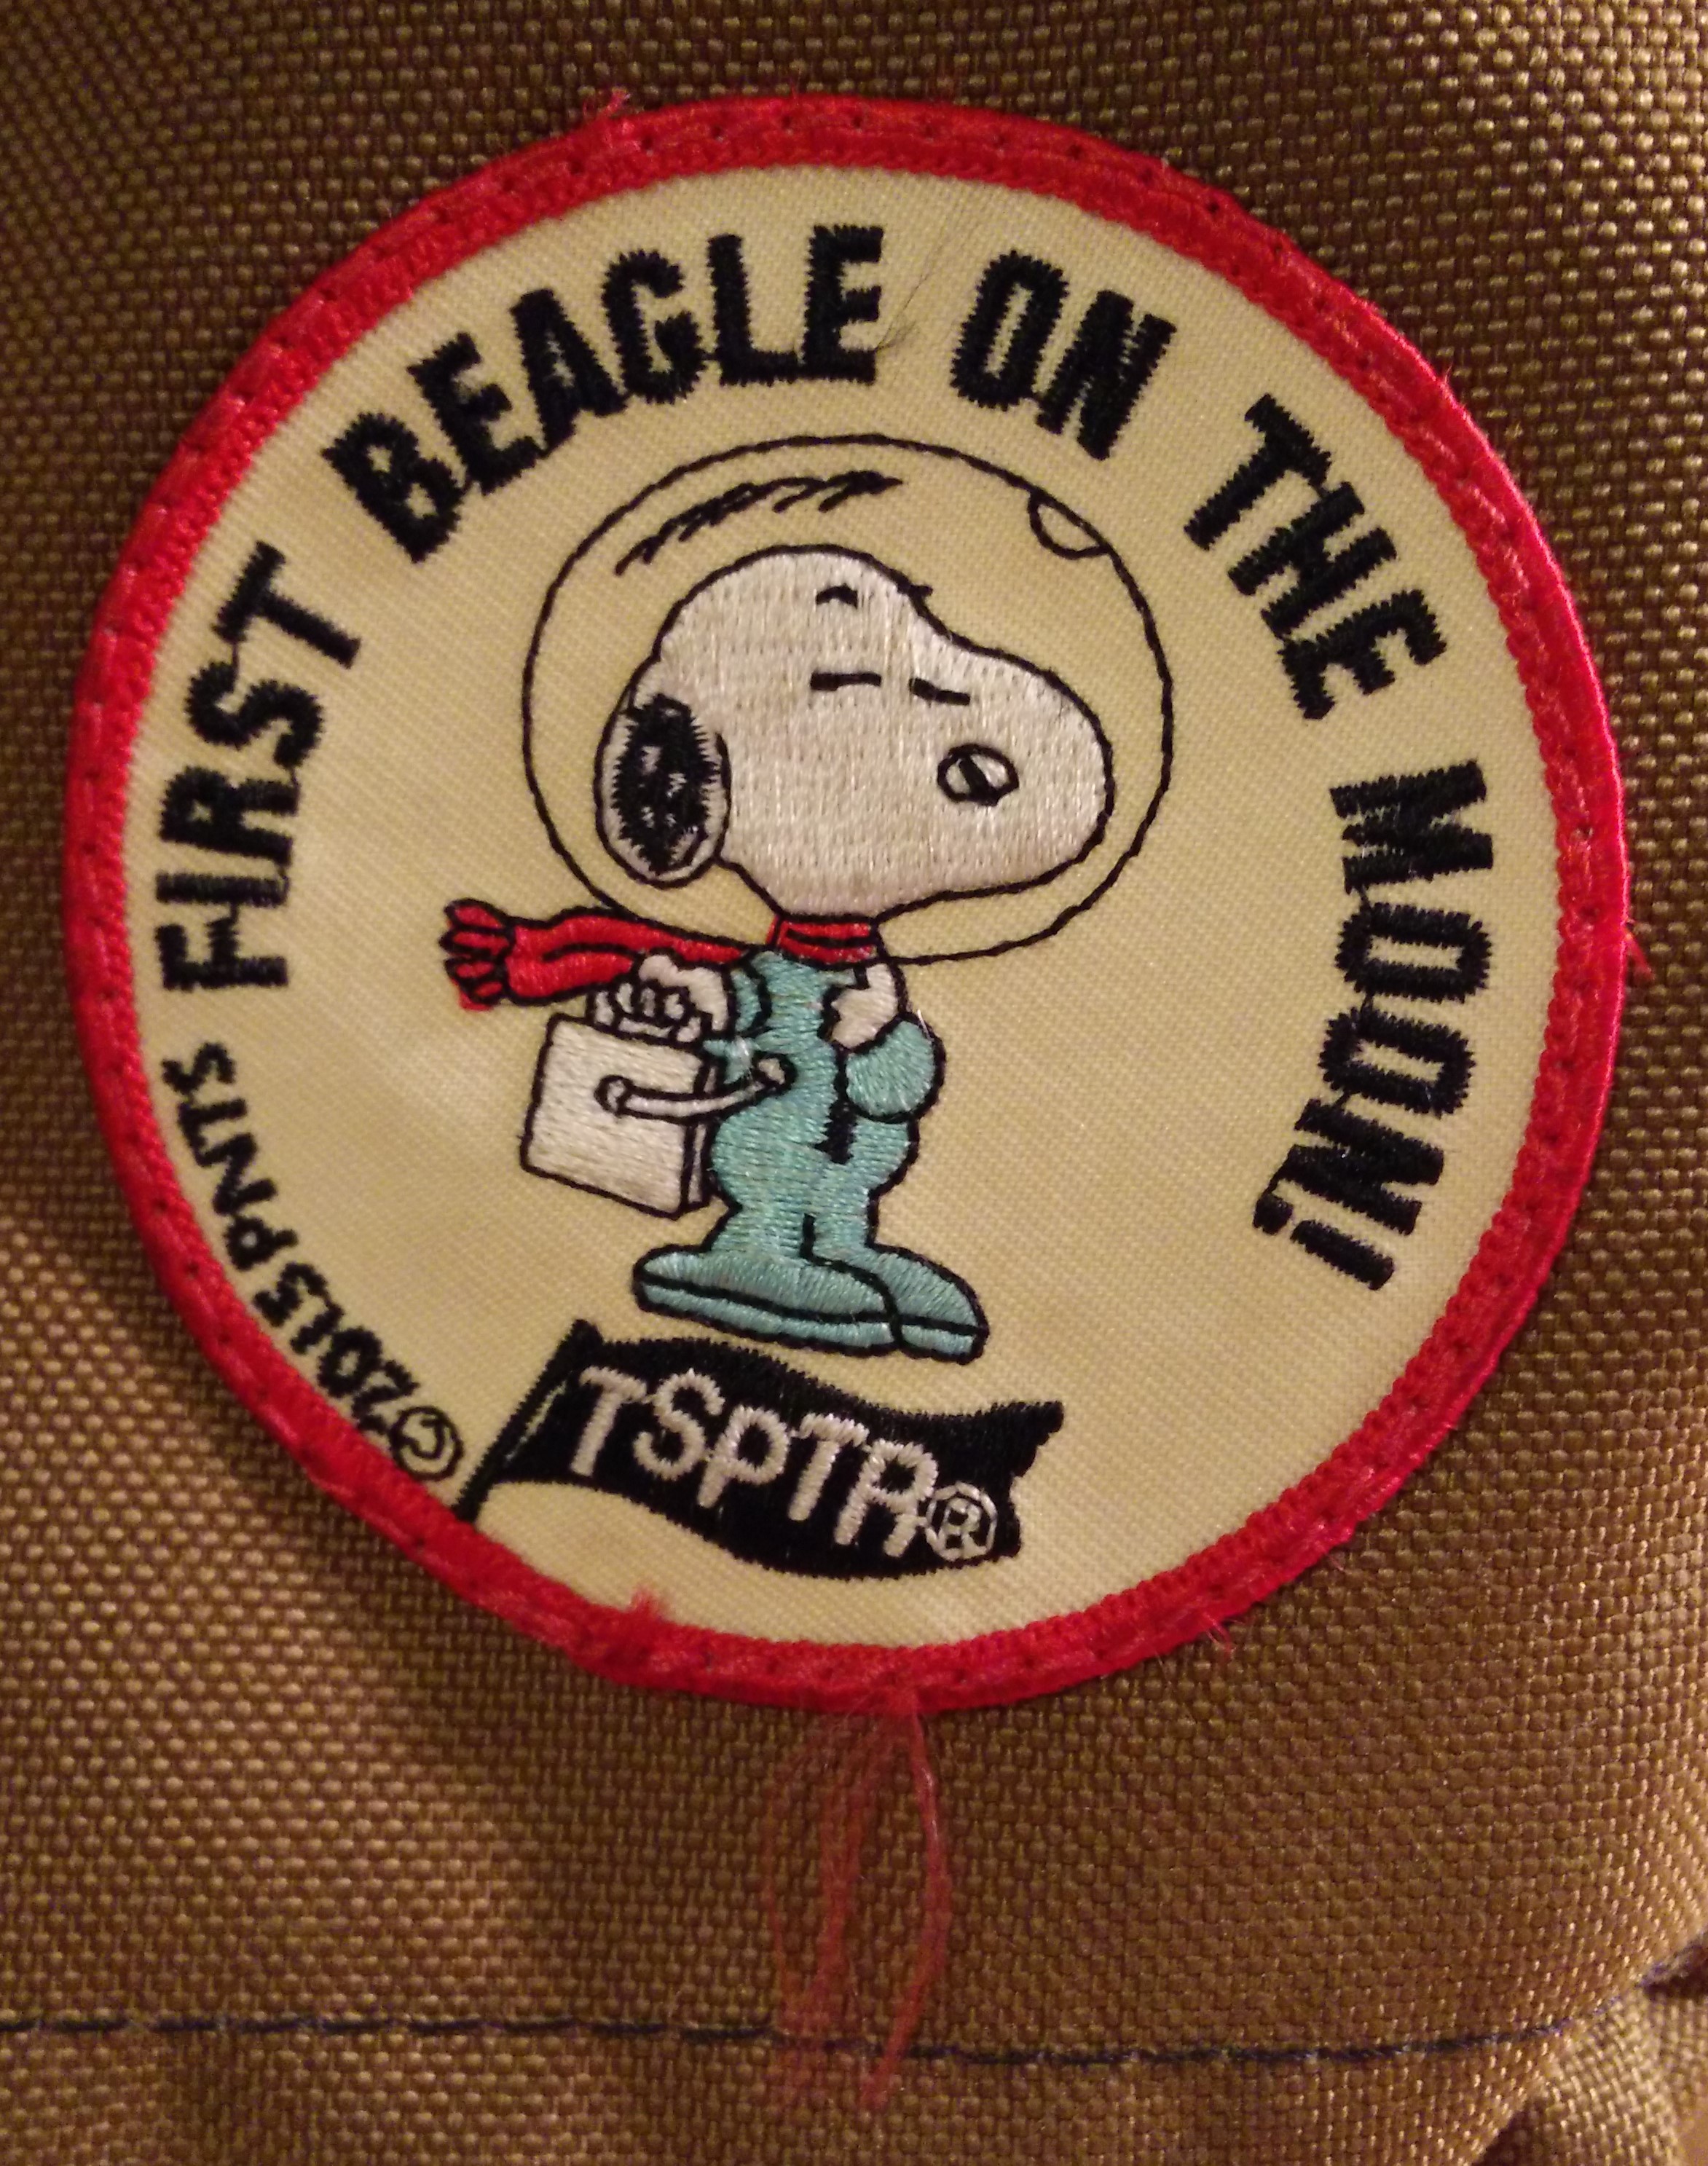 FIRST BEAGLE ON THE MOON!
©2015 PNTS
TSPTR®